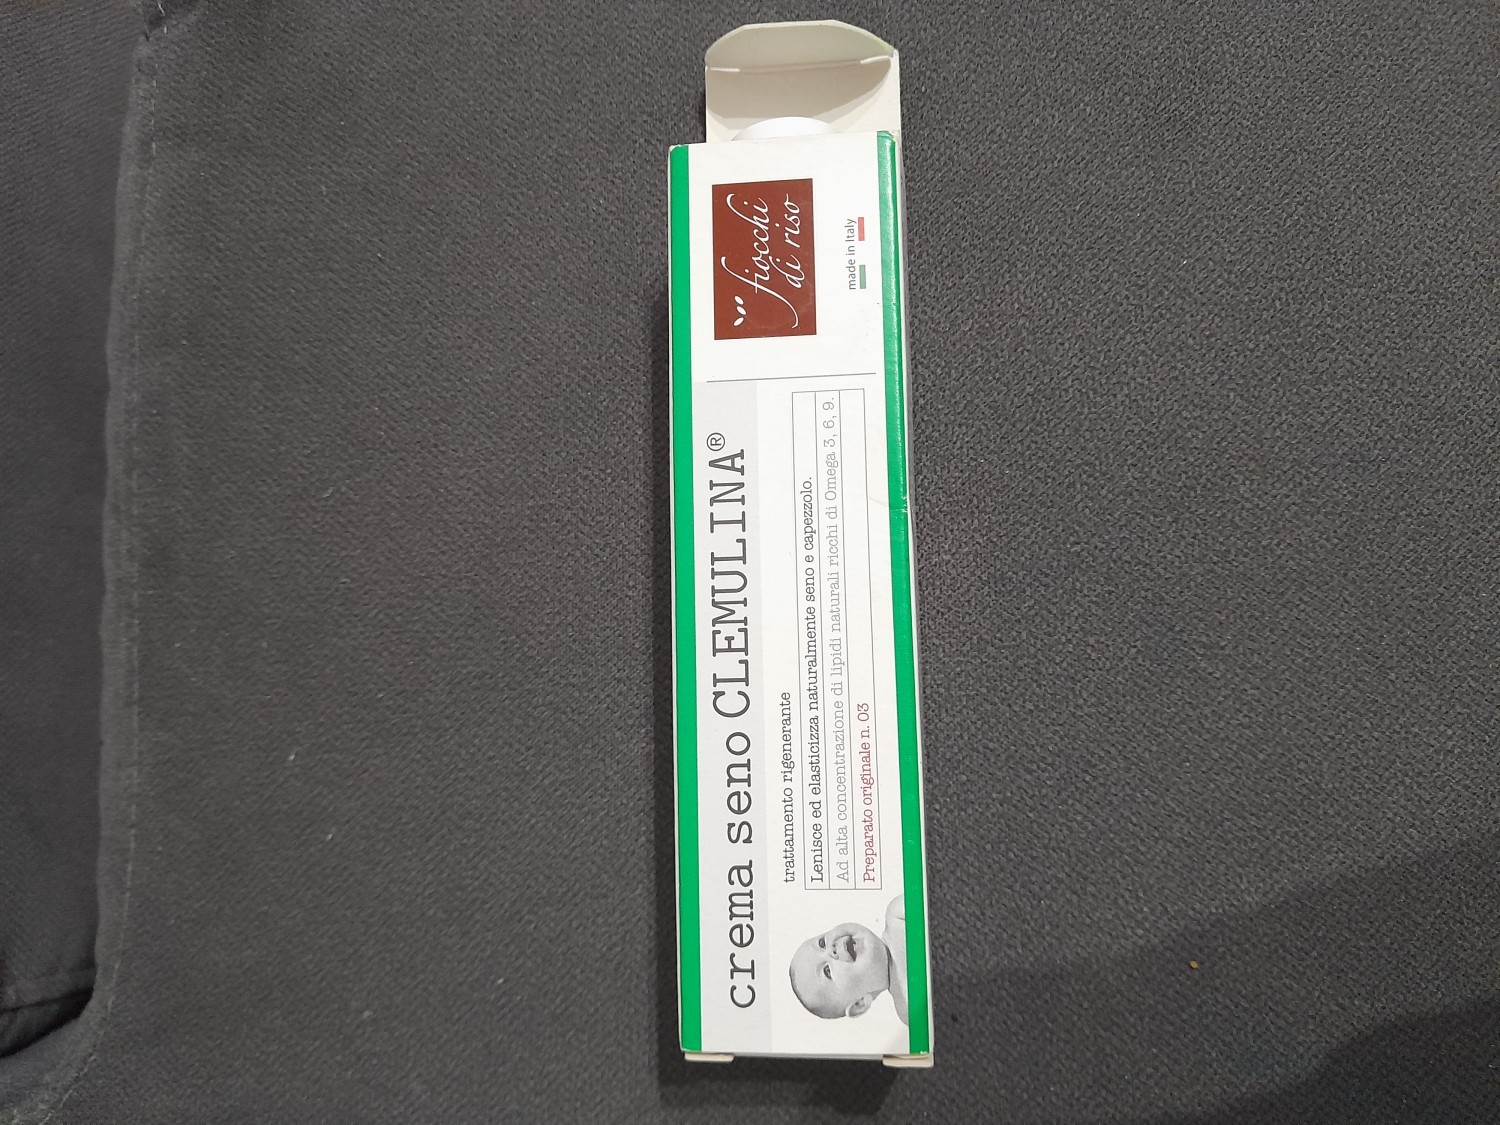 crema seno CLEMULINA®
trattamento rigenerante
Lenisce ed elasticizza naturalmente seno e capezzolo.
Ad alta concentrazione di lipidi naturali ricchi di Omega 3, 6, 9.
Preparato originale n. 03
fiocchi
di riso
made in Italy